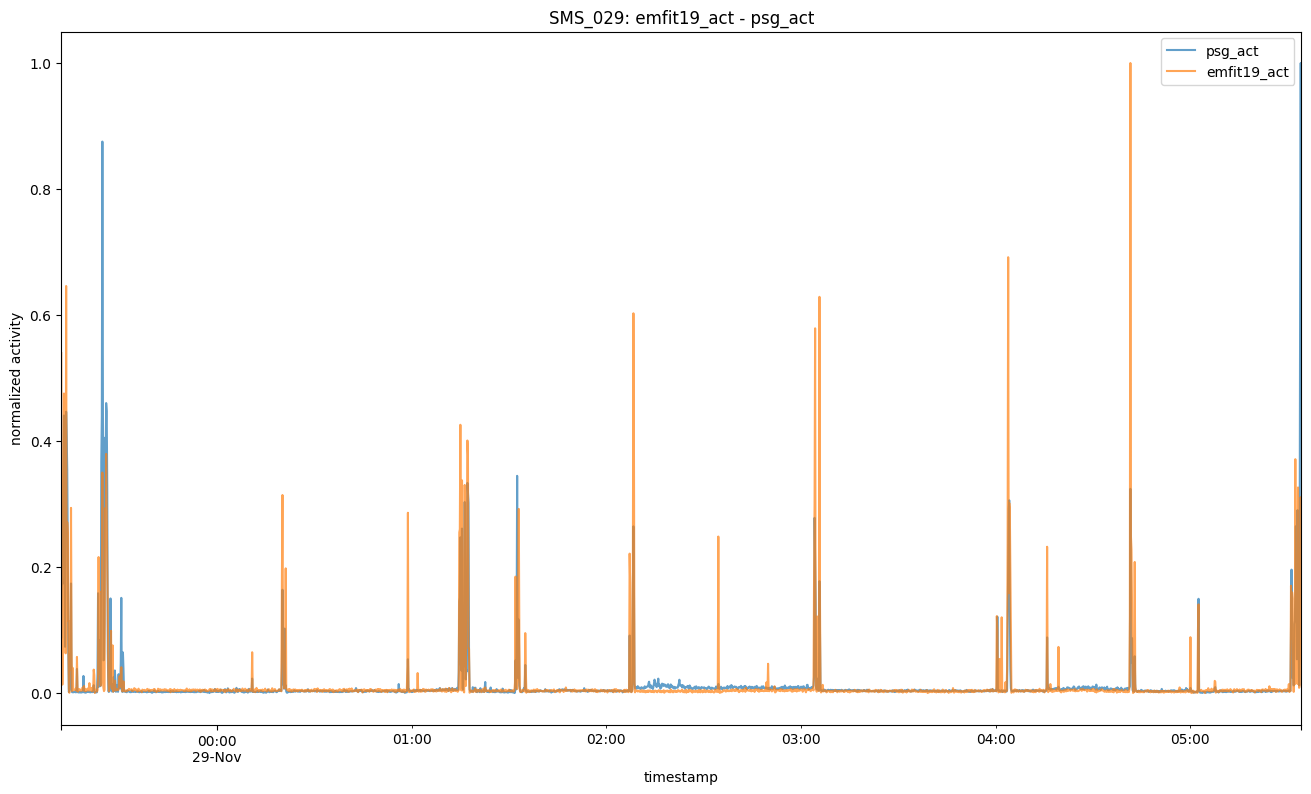 SMS_029: emfit19_act - psg_act
psg_act
emfit19_act
1.0
0.8
0.6
0.4
0.2
0.0
normalized activity
00:00
29-Nov
01:00
02:00
03:00
04:00
05:00
timestamp